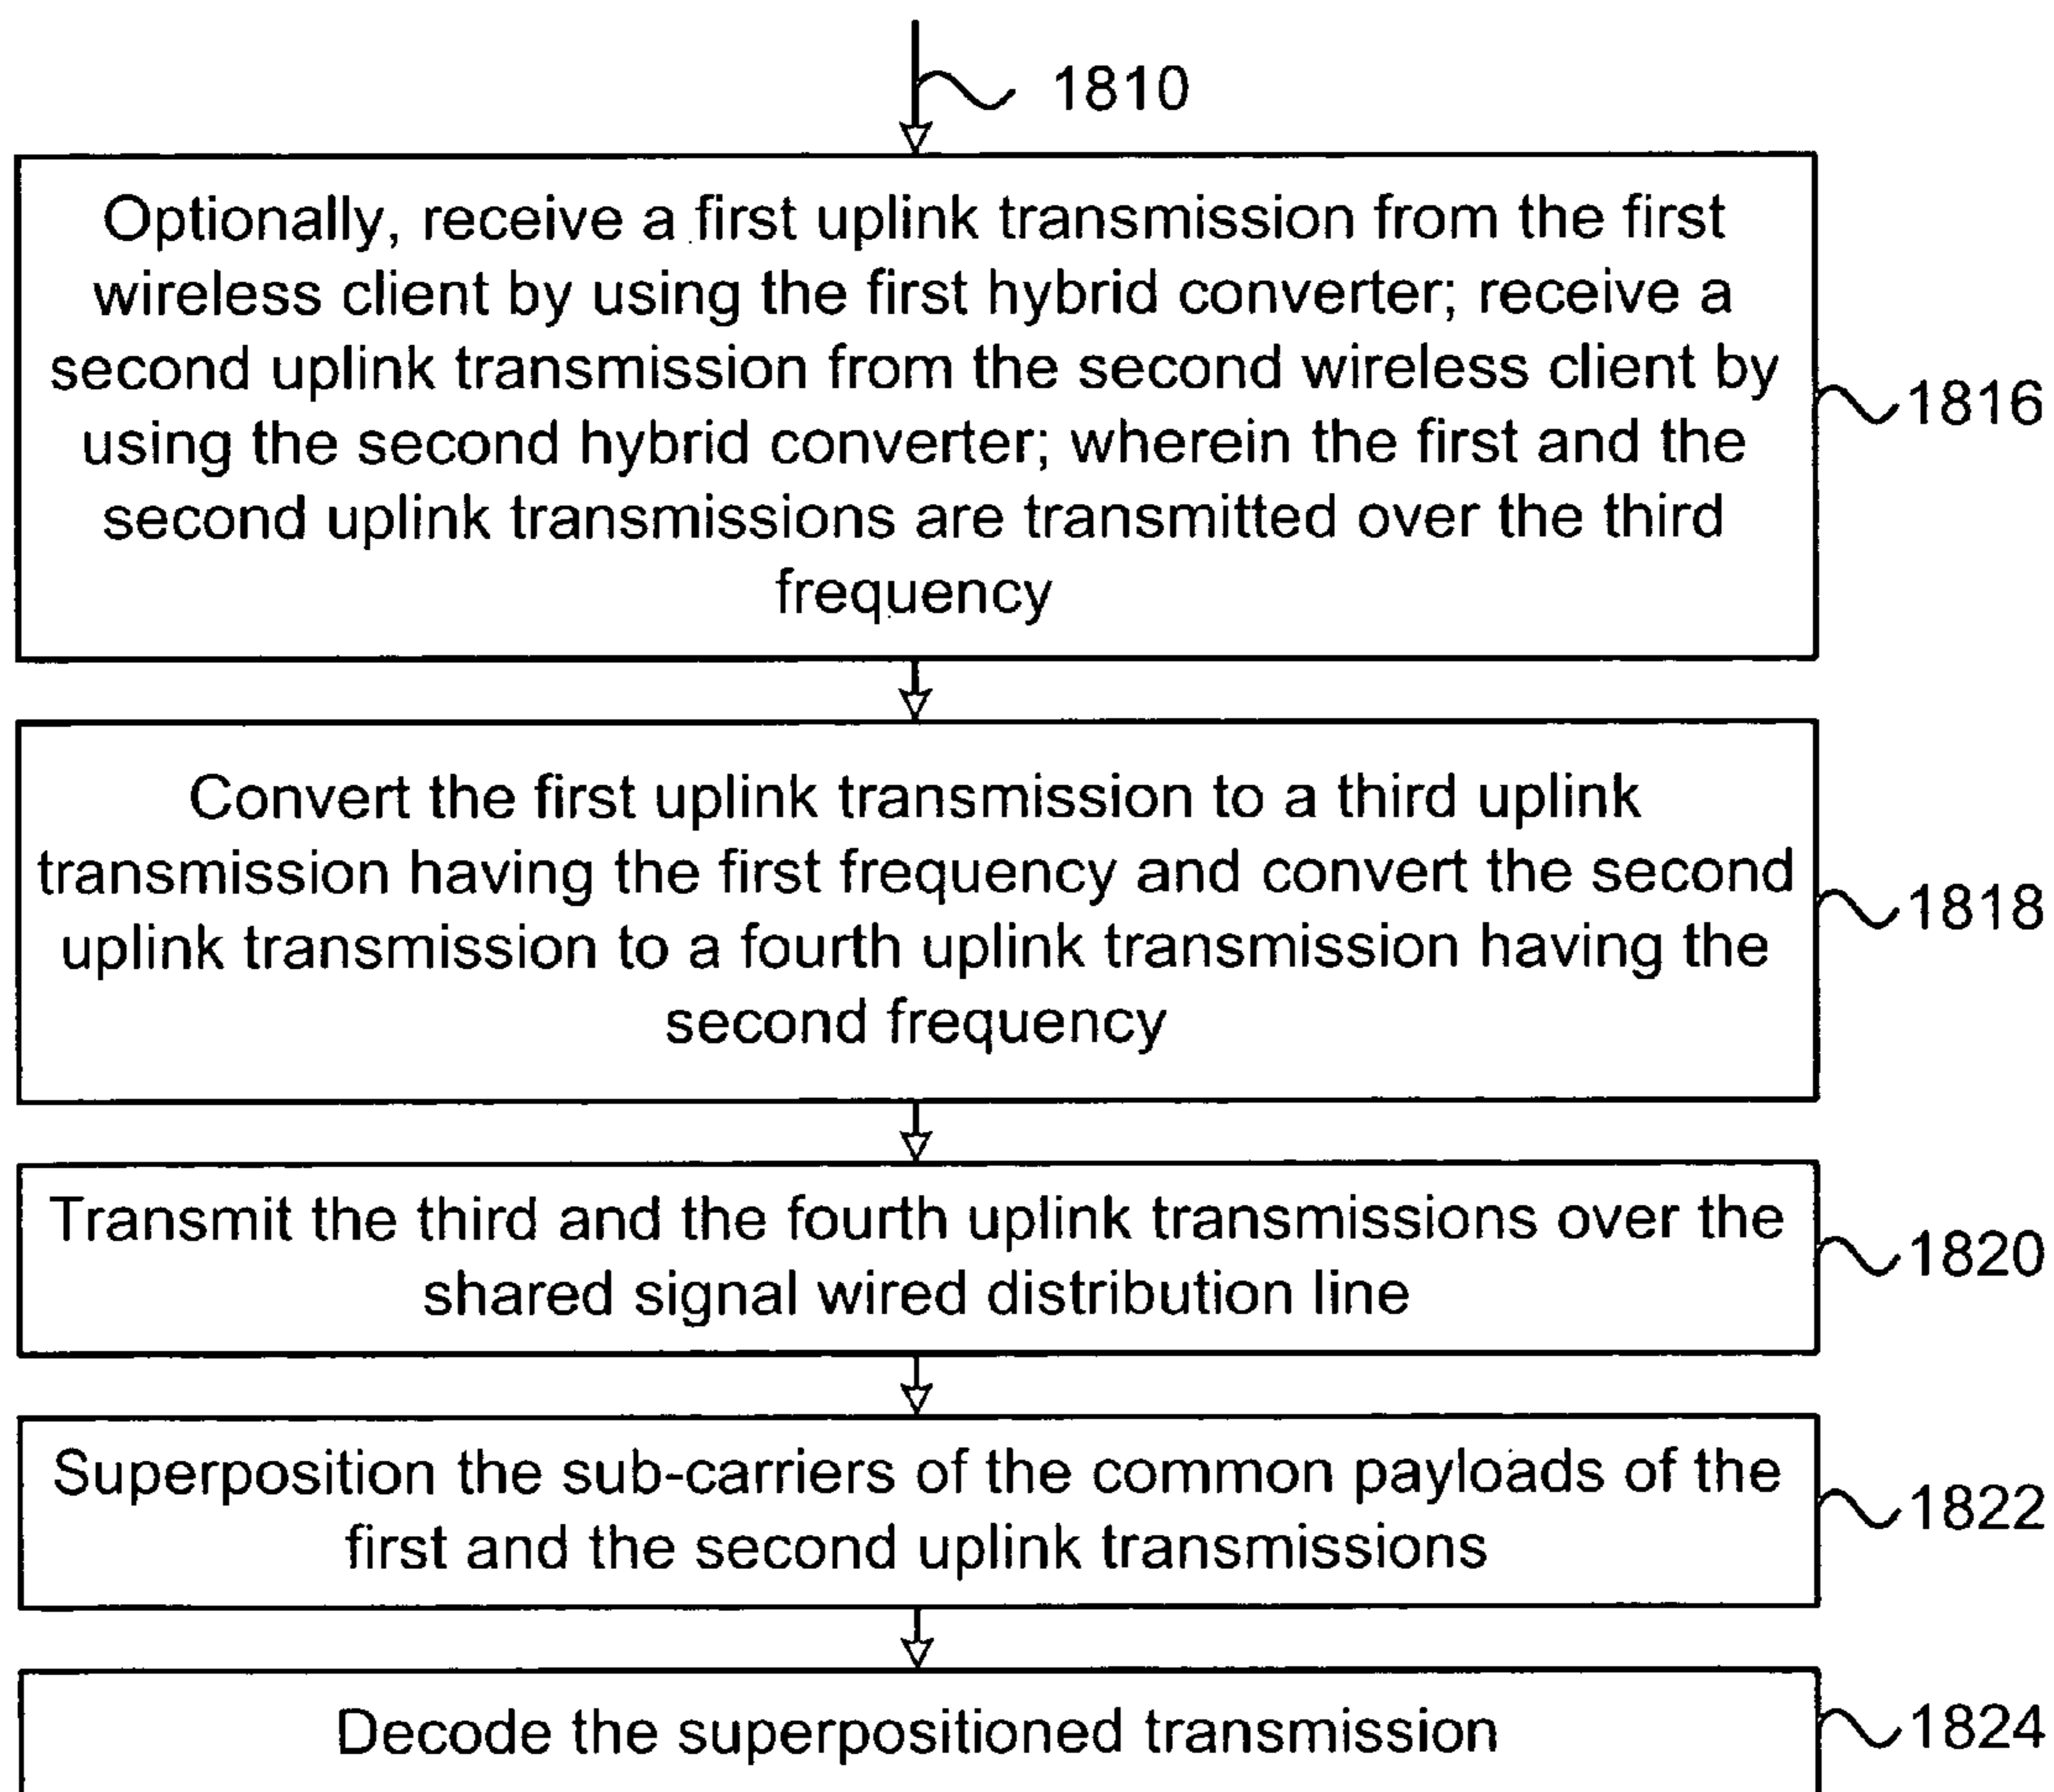 1810
Optionally, receive a first uplink transmission from the first
wireless client by using the first hybrid converter; receive a
second uplink transmission from the second wireless client by
using the second hybrid converter; wherein the first and the
second uplink transmissions are transmitted over the third
frequency
1816
Convert the first uplink transmission to a third uplink
transmission having the first frequency and convert the second
uplink transmission to a fourth uplink transmission having the
second frequency
1818
Transmit the third and the fourth uplink transmissions over the
shared signal wired distribution line
1820
Superposition the sub-carriers of the common payloads of the
first and the second uplink transmissions
1822
Decode the superpositioned transmission
1824